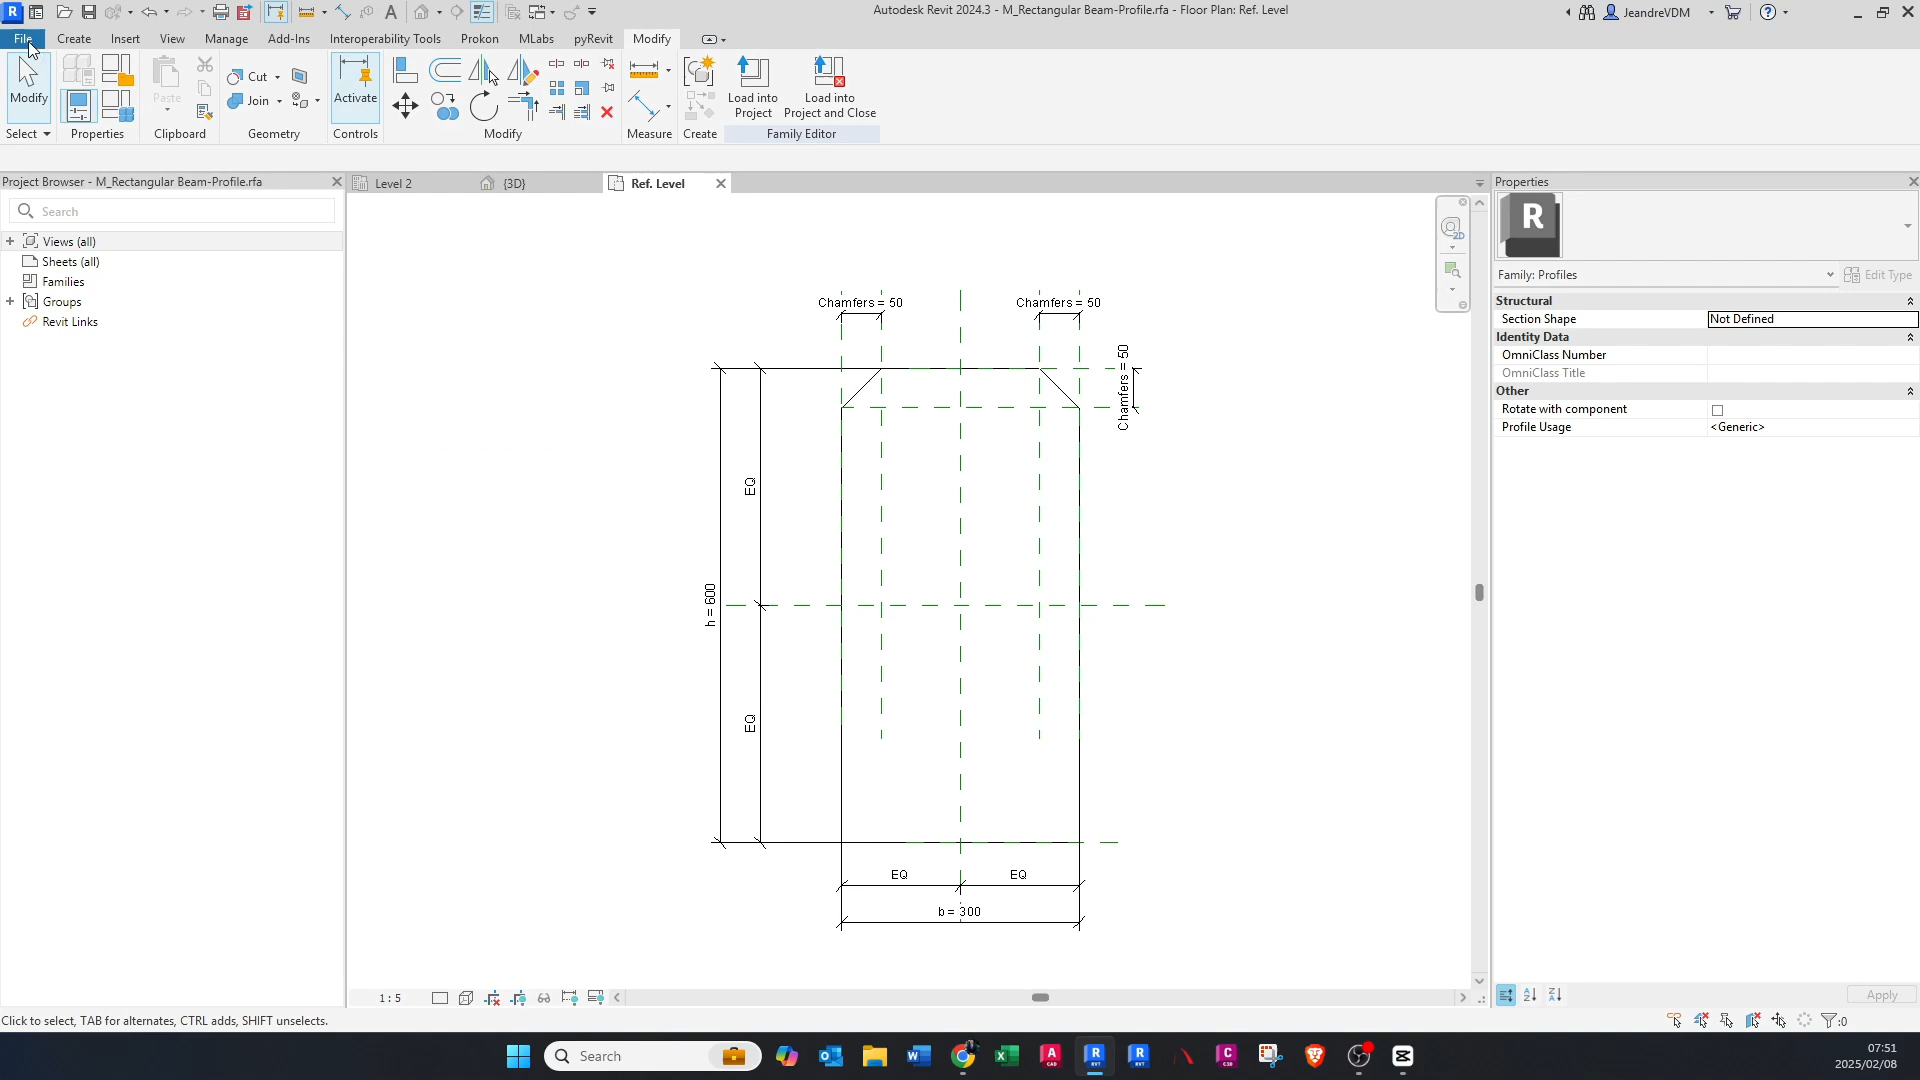 Autodesk Revit 2024.3 - M_Rectangular Beam-Profile.rfa - Floor Plan: Ref. Level
JeandreVDM
File
Create
Insert
View
Manage
Add-Ins
Interoperability Tools
Prokon
MLabs
pyRevit
Modify
Modify
Paste
Cut
Join
Activate
Load into
Project
Load into
Project and Close
Select
Properties
Clipboard
Geometry
Controls
Modify
Measure
Create
Family Editor
Project Browser - M_Rectangular Beam-Profile.rfa
Search
Views (all)
Sheets (all)
Families
Groups
Revit Links
Level 2
{3D}
Ref. Level
2D
Chamfers = 50
Chamfers = 50
Chamfers = 50
EQ
h = 600
EQ
EQ
EQ
b = 300
Properties
R
Family: Profiles
Edit Type
Structural
Section Shape
Not Defined
Identity Data
OmniClass Number
OmniClass Title
Other
Rotate with component
Profile Usage
<Generic>
Apply
1 : 5
Click to select, TAB for alternates, CTRL adds, SHIFT unselects.
:0
Search
07:51
2025/02/08